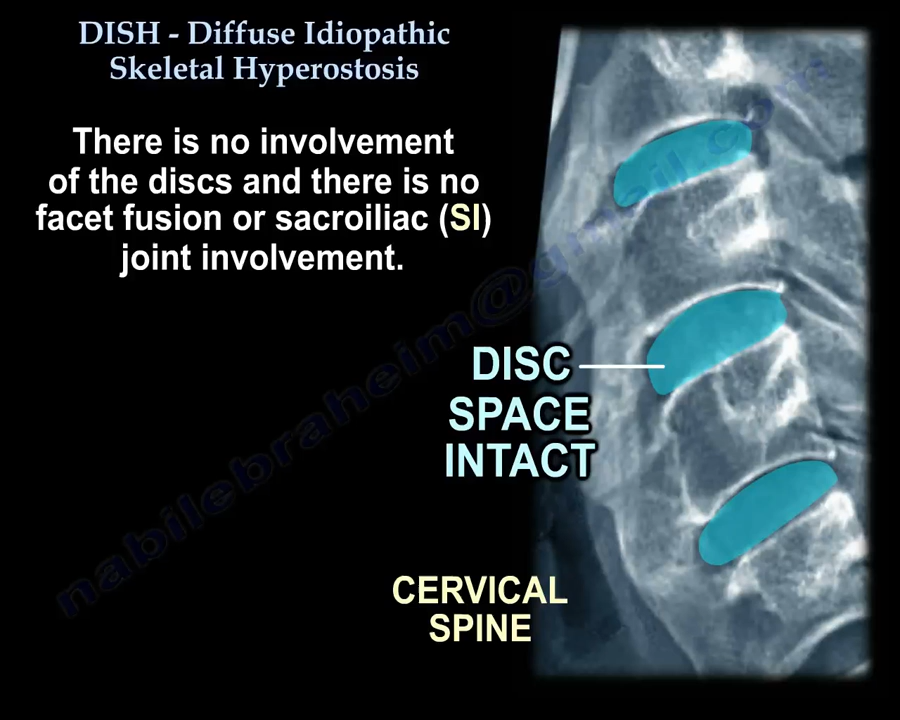 DISH - Diffuse Idiopathic
Skeletal Hyperostosis
There is no involvement
of the discs and there is no
facet fusion or sacroiliac (SI)
joint involvement.
DISC
SPACE
INTACT
CERVICAL
SPINE
nabilebraheim@gmail.com